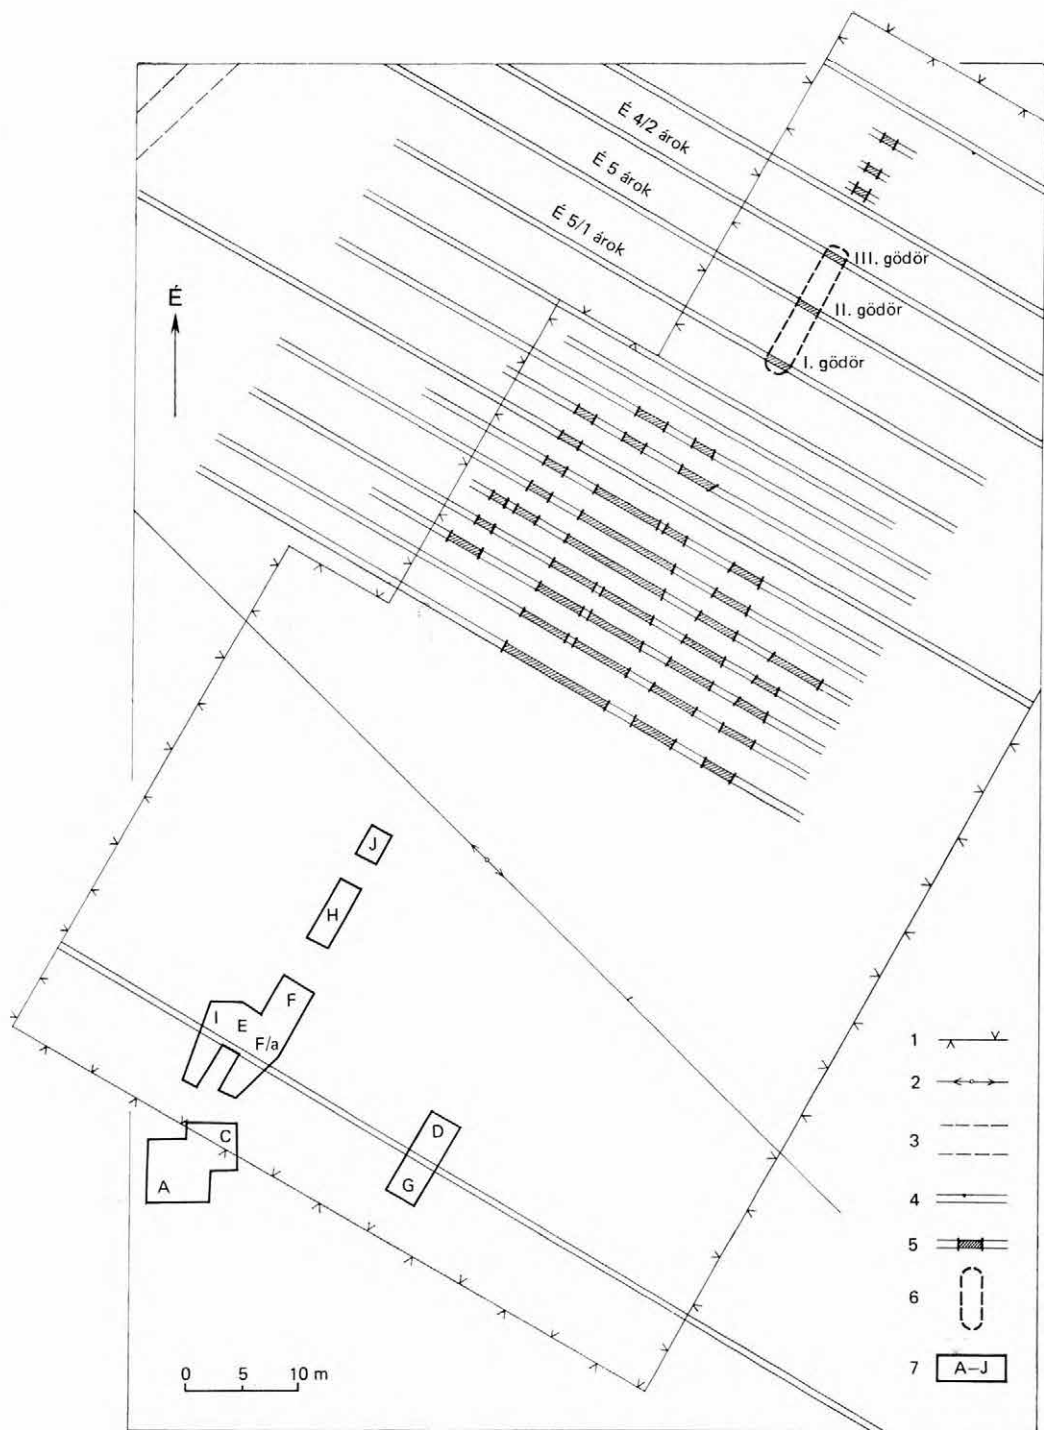 É 4/2 árok
É 5 árok
É 5/1 árok
É
III. gödör
II. gödör
I. gödör
J
H
F
I
E
F/a
C
A
D
G
1
2
3
4
5
6
7 A–J
0 5 10 m